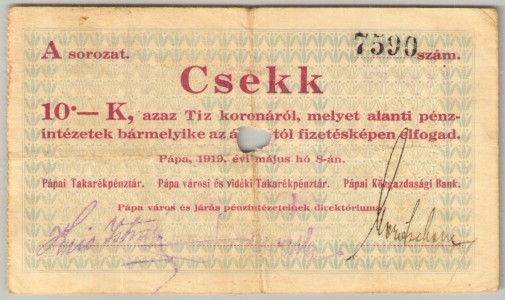 A sorozat. 7590 szám.
Csekk
10·— K, azaz Tiz koronáról, melyet alanti pénz-
intézetek bármelyike az fizetésképen elfogad.
Pápa, 1919. évi május hó 8-án.
Pápai Takarékpénztár. Pápa városi és vidéki Takarékpénztár. Pápai Közgazdasági Bank.
Pápa város és járás pénzintézeteinek direktóriuma: